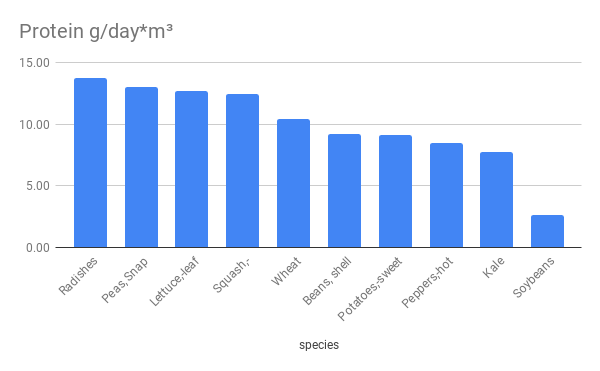 Protein g/day*m³
15.00
10.00
5.00
0.00
Radishes
Peas,Snap
Lettuce,-leaf
Squash,-
Wheat
Beans, shell
Potatoes,-sweet
Peppers,-hot
Kale
Soybeans
species